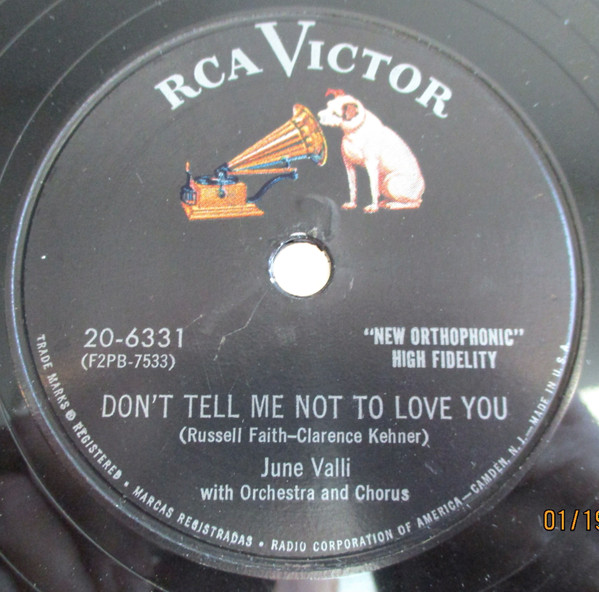 RCA VICTOR
20-6331
(F2PB-7533)
"NEW ORTHOPHONIC"
HIGH FIDELITY
DON'T TELL ME NOT TO LOVE YOU
(Russell Faith–Clarence Kehner)
June Valli
with Orchestra and Chorus
TRADE MARKS ® REGISTERED • MARCAS REGISTRADAS • RADIO CORPORATION OF AMERICA—CAMDEN, N. J.—MADE IN U.S.A.
01/19